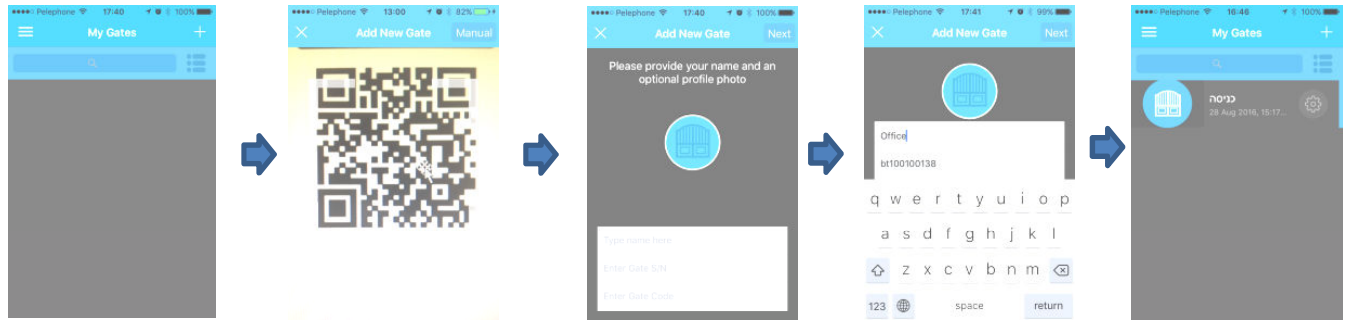 Pelephone 17:40 100%
My Gates +
Pelephone 13:00 82%
Add New Gate Manual
Pelephone 17:40 100%
Add New Gate Next
Please provide your name and an
optional profile photo
Type name here
Enter Gate S/N
Enter Gate Code
Pelephone 17:41 99%
Add New Gate Next
Office
bt100100138
q w e r t y u i o p
a s d f g h j k l
z x c v b n m
123 space return
Pelephone 16:46 100%
My Gates +
כניסה
28 Aug 2016, 15:17...